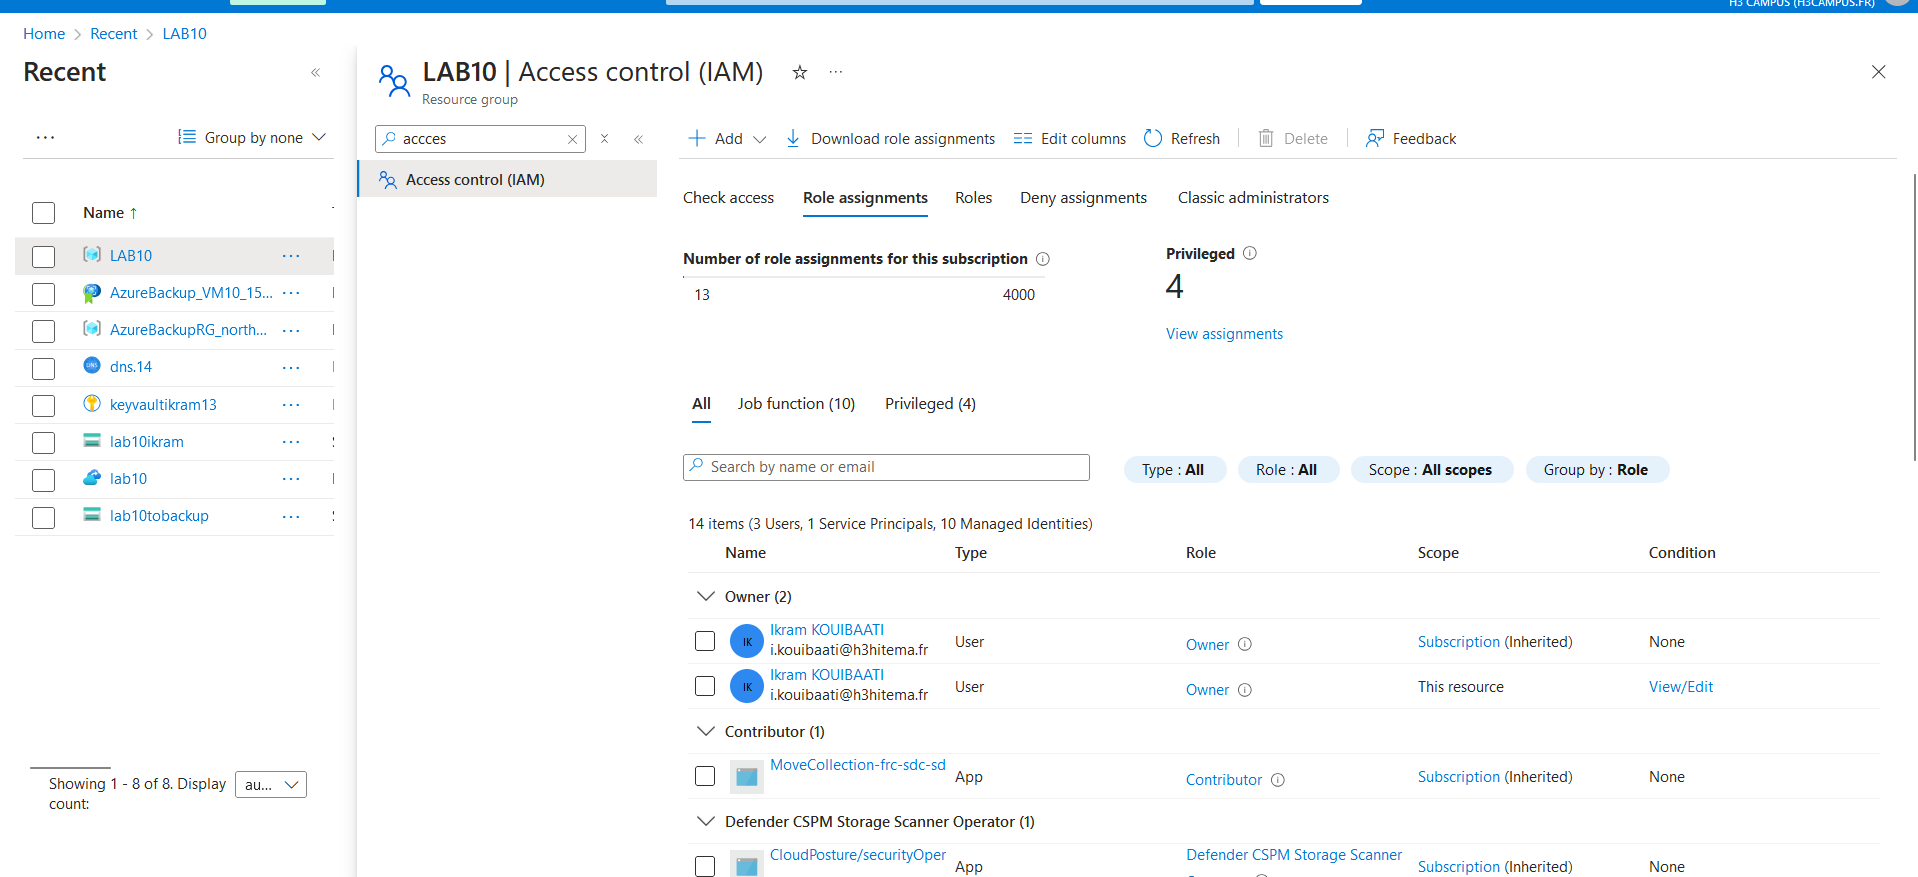 H3 CAMPUS (H3CAMPUS.FR)
Home > Recent > LAB10
Recent «
... Group by none
Name ↑
LAB10 ...
AzureBackup_VM10_15... ...
AzureBackupRG_north... ...
dns.14 ...
keyvaultikram13 ...
lab10ikram ...
lab10 ...
lab10tobackup ...
Showing 1 - 8 of 8. Display count: au...
LAB10 | Access control (IAM) ...
Resource group
accces
Access control (IAM)
Add Download role assignments Edit columns Refresh Delete Feedback
Check access Role assignments Roles Deny assignments Classic administrators
Number of role assignments for this subscription
13 4000
Privileged
4
View assignments
All Job function (10) Privileged (4)
Search by name or email
Type : All Role : All Scope : All scopes Group by : Role
14 items (3 Users, 1 Service Principals, 10 Managed Identities)
Name Type Role Scope Condition
Owner (2)
IK Ikram KOUIBAATI
i.kouibaati@h3hitema.fr User Owner Subscription (Inherited) None
IK Ikram KOUIBAATI
i.kouibaati@h3hitema.fr User Owner This resource View/Edit
Contributor (1)
MoveCollection-frc-sdc-sd App Contributor Subscription (Inherited) None
Defender CSPM Storage Scanner Operator (1)
CloudPosture/securityOper App Defender CSPM Storage Scanner Subscription (Inherited) None